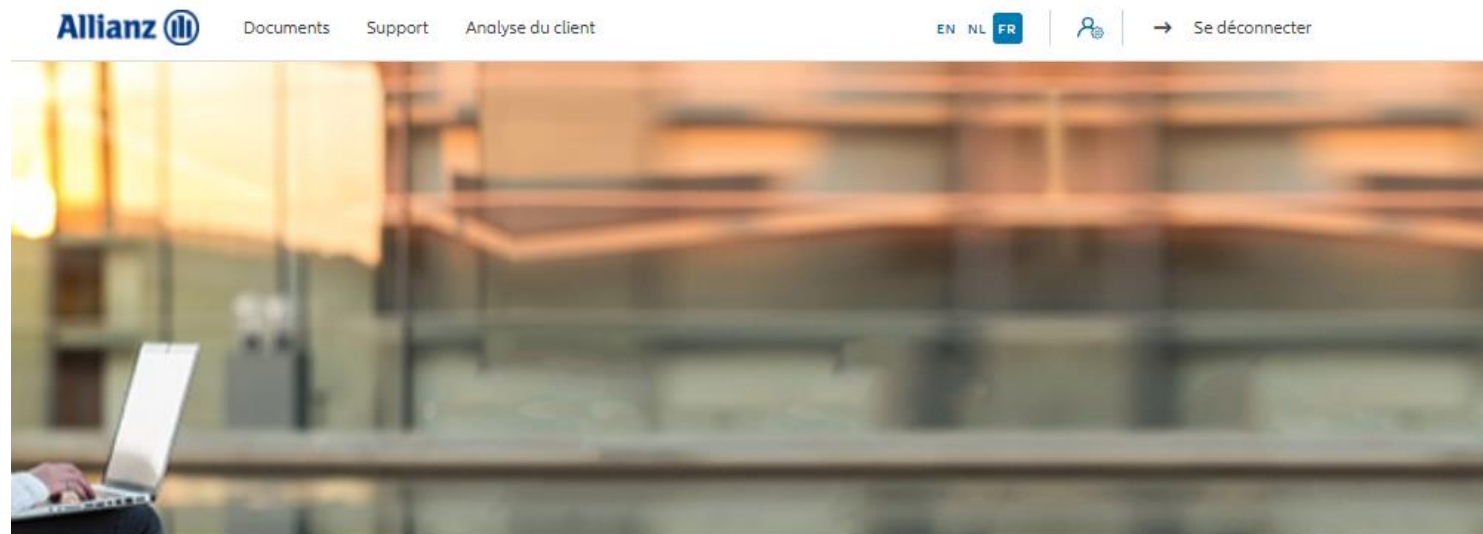 Allianz Documents Support Analyse du client EN NL FR → Se déconnecter